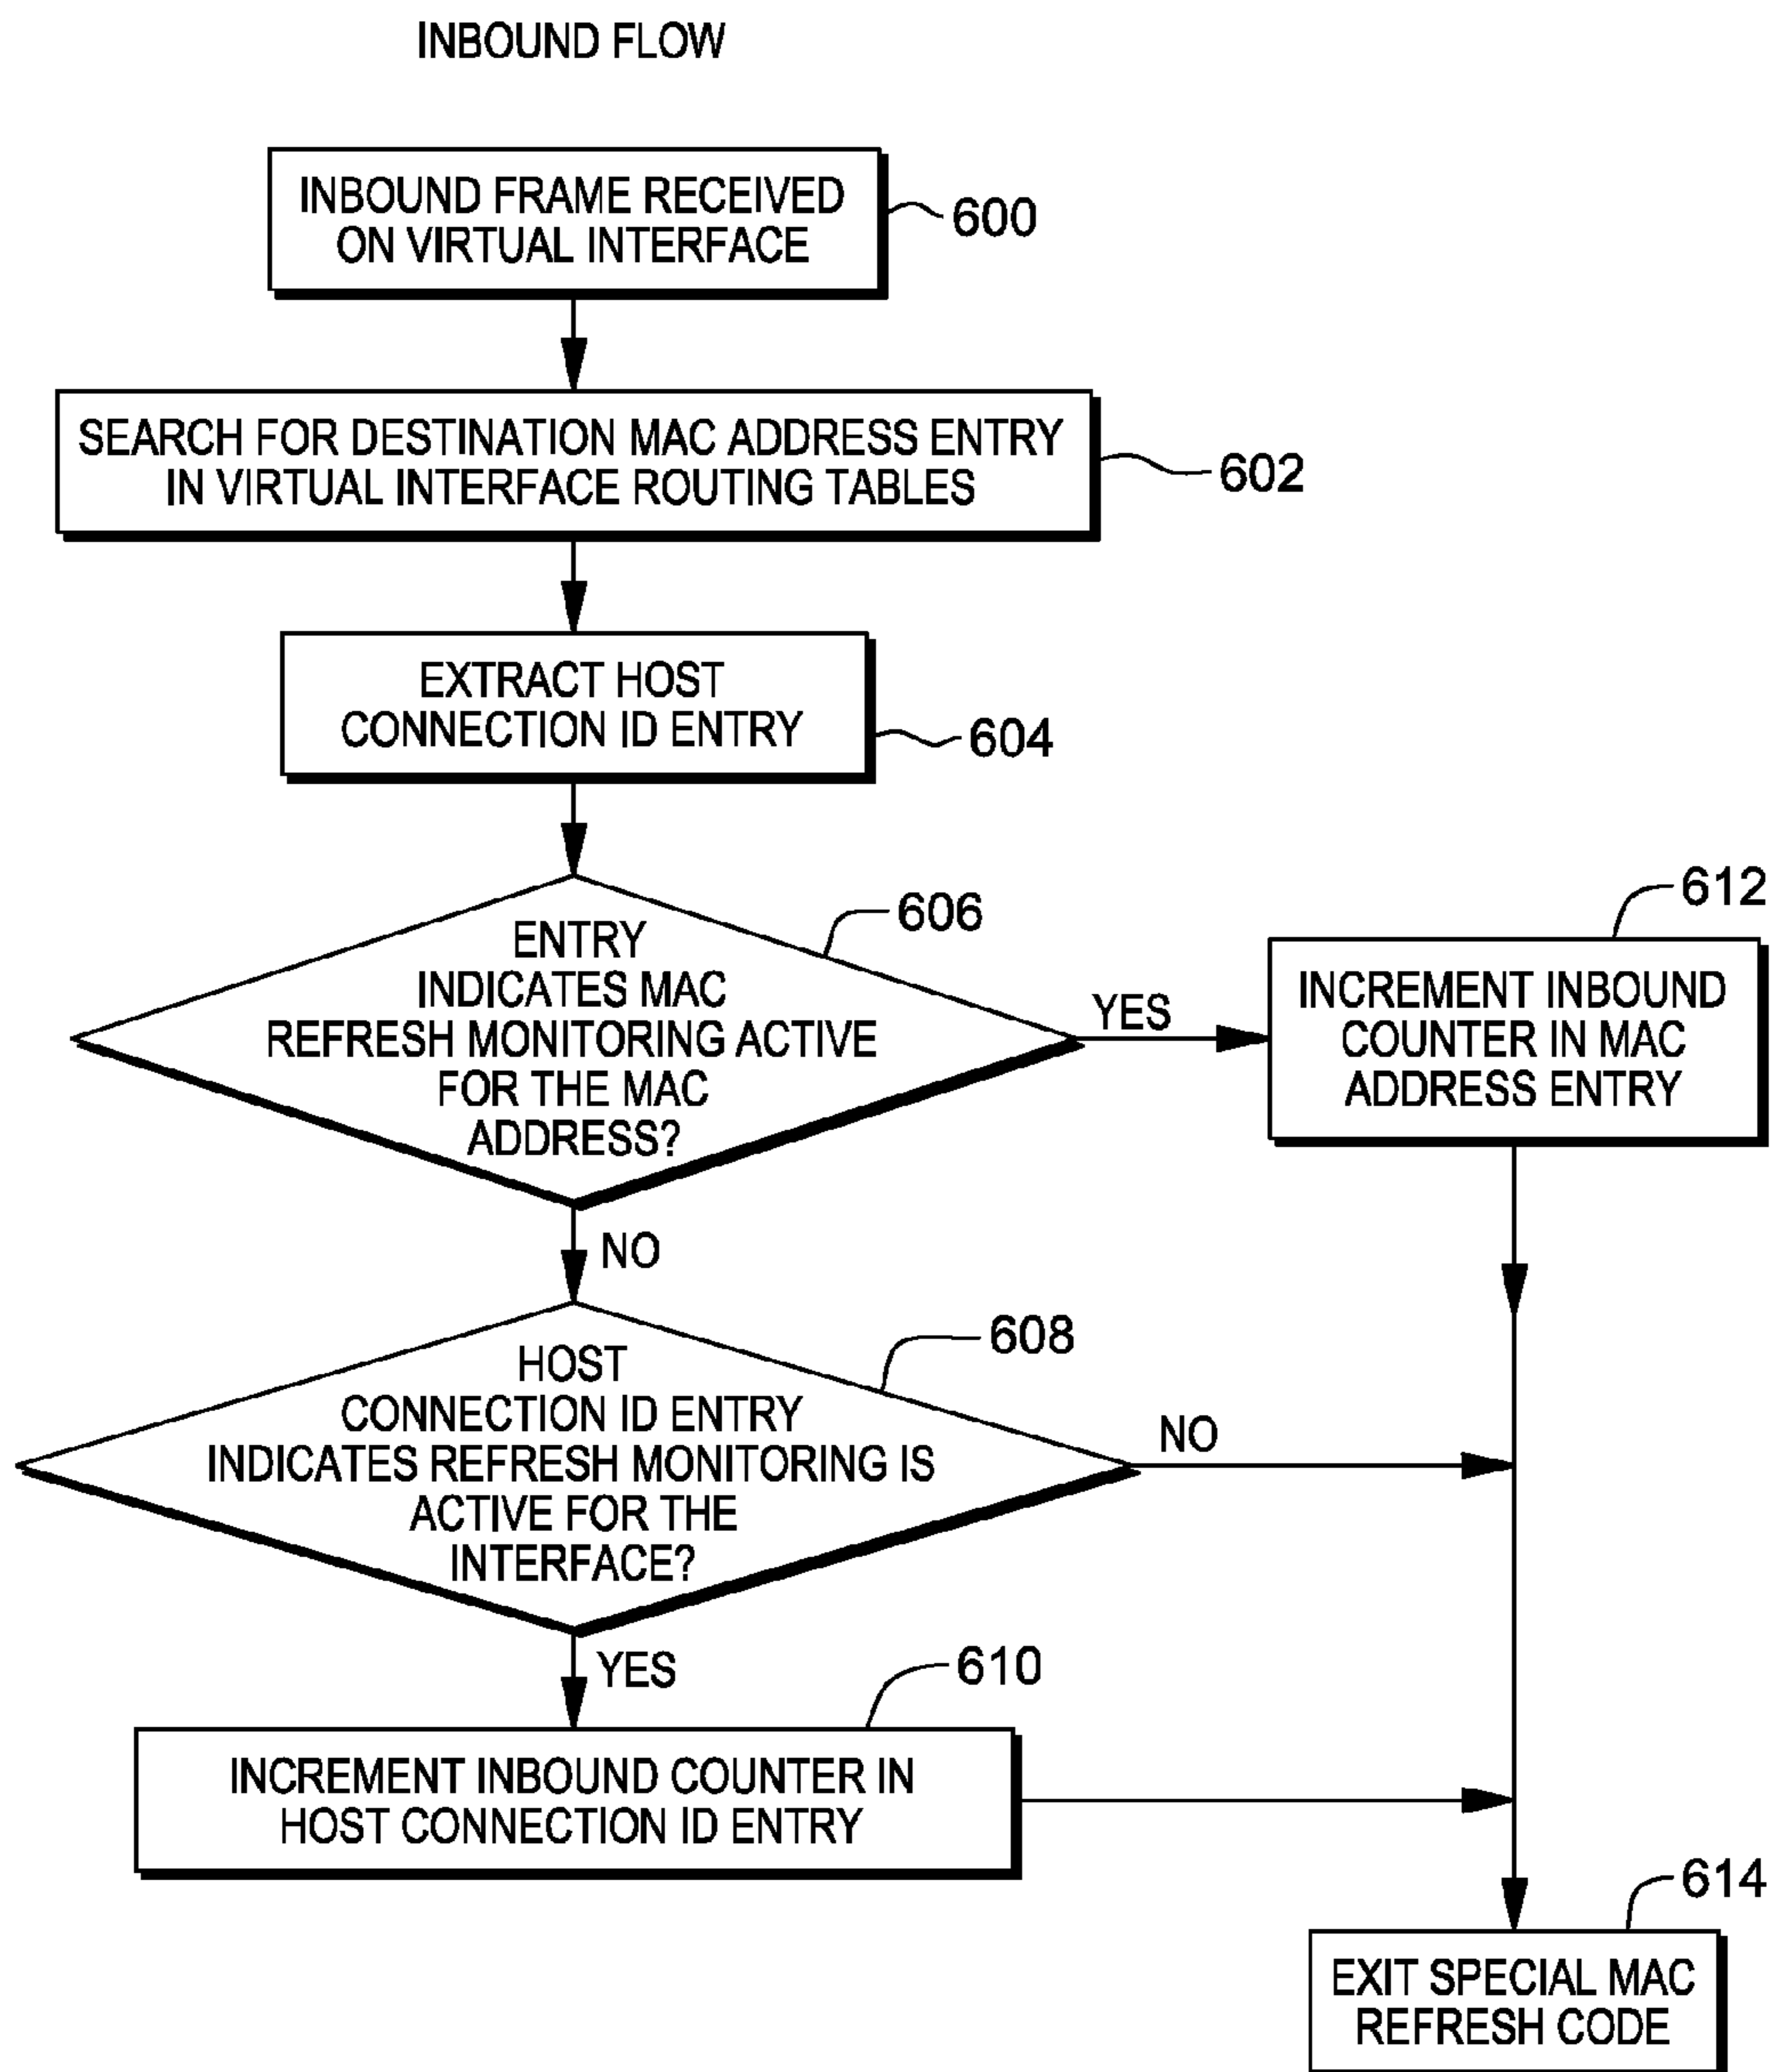 INBOUND FLOW
INBOUND FRAME RECEIVED
ON VIRTUAL INTERFACE
600
SEARCH FOR DESTINATION MAC ADDRESS ENTRY
IN VIRTUAL INTERFACE ROUTING TABLES
602
EXTRACT HOST
CONNECTION ID ENTRY
604
ENTRY
INDICATES MAC
REFRESH MONITORING ACTIVE
FOR THE MAC
ADDRESS?
606
YES
612
INCREMENT INBOUND
COUNTER IN MAC
ADDRESS ENTRY
NO
HOST
CONNECTION ID ENTRY
INDICATES REFRESH MONITORING IS
ACTIVE FOR THE
INTERFACE?
608
NO
YES
610
INCREMENT INBOUND COUNTER IN
HOST CONNECTION ID ENTRY
614
EXIT SPECIAL MAC
REFRESH CODE